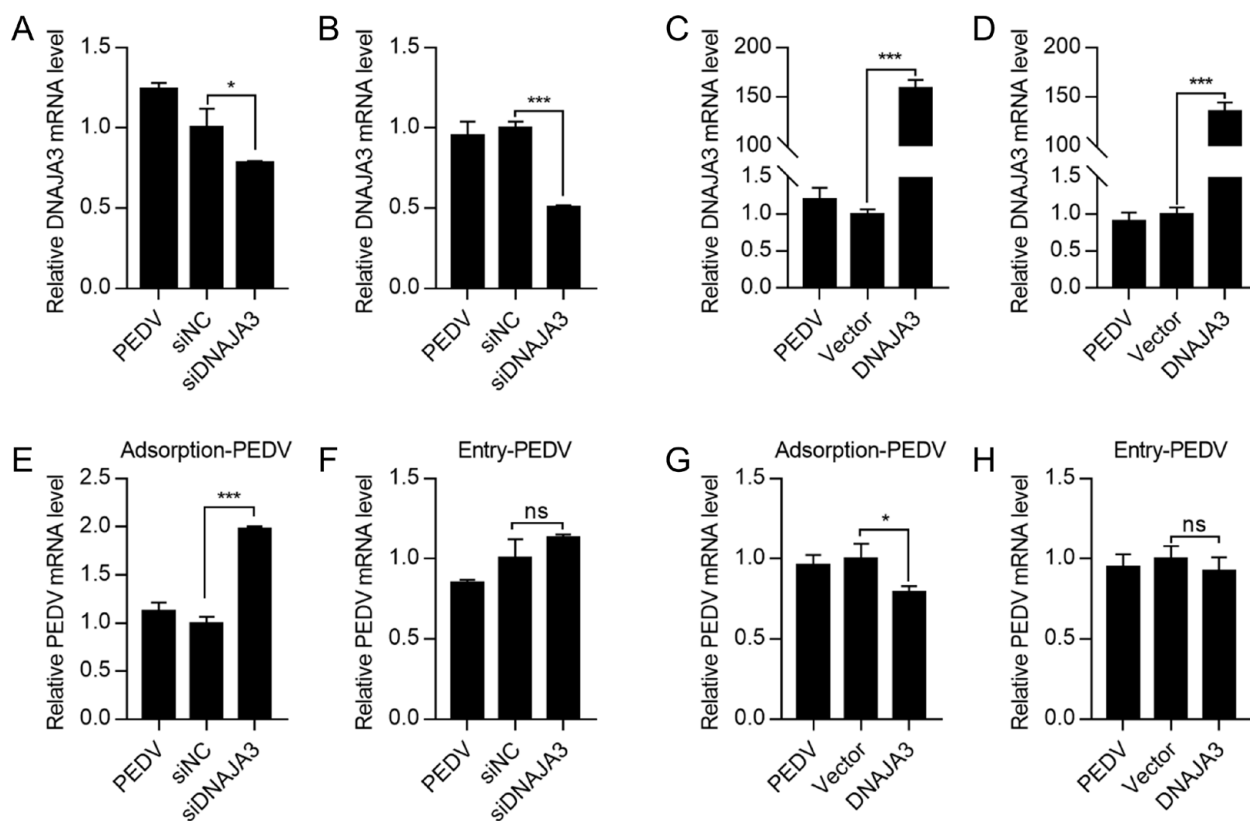 A
Relative DNAJA3 mRNA level
1.5
1.0
0.5
0.0
*
PEDV
siNC
siDNAJA3
B
Relative DNAJA3 mRNA level
1.5
1.0
0.5
0.0
***
PEDV
siNC
siDNAJA3
C
Relative DNAJA3 mRNA level
200
150
100
1.5
1.0
0.5
0.0
***
PEDV
Vector
DNAJA3
D
Relative DNAJA3 mRNA level
200
150
100
1.5
1.0
0.5
0.0
***
PEDV
Vector
DNAJA3
E
Adsorption-PEDV
Relative PEDV mRNA level
2.5
2.0
1.5
1.0
0.5
0.0
***
PEDV
siNC
siDNAJA3
F
Entry-PEDV
Relative PEDV mRNA level
1.5
1.0
0.5
0.0
ns
PEDV
siNC
siDNAJA3
G
Adsorption-PEDV
Relative PEDV mRNA level
1.5
1.0
0.5
0.0
*
PEDV
Vector
DNAJA3
H
Entry-PEDV
Relative PEDV mRNA level
1.5
1.0
0.5
0.0
ns
PEDV
Vector
DNAJA3